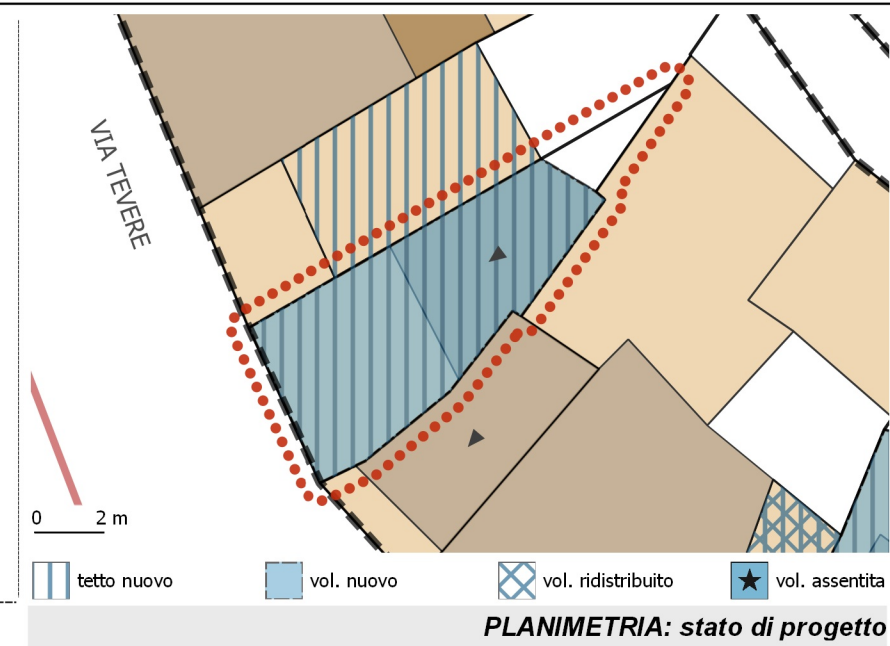 VIA TEVERE
0 2 m
tetto nuovo vol. nuovo vol. ridistribuito vol. assentita
PLANIMETRIA: stato di progetto